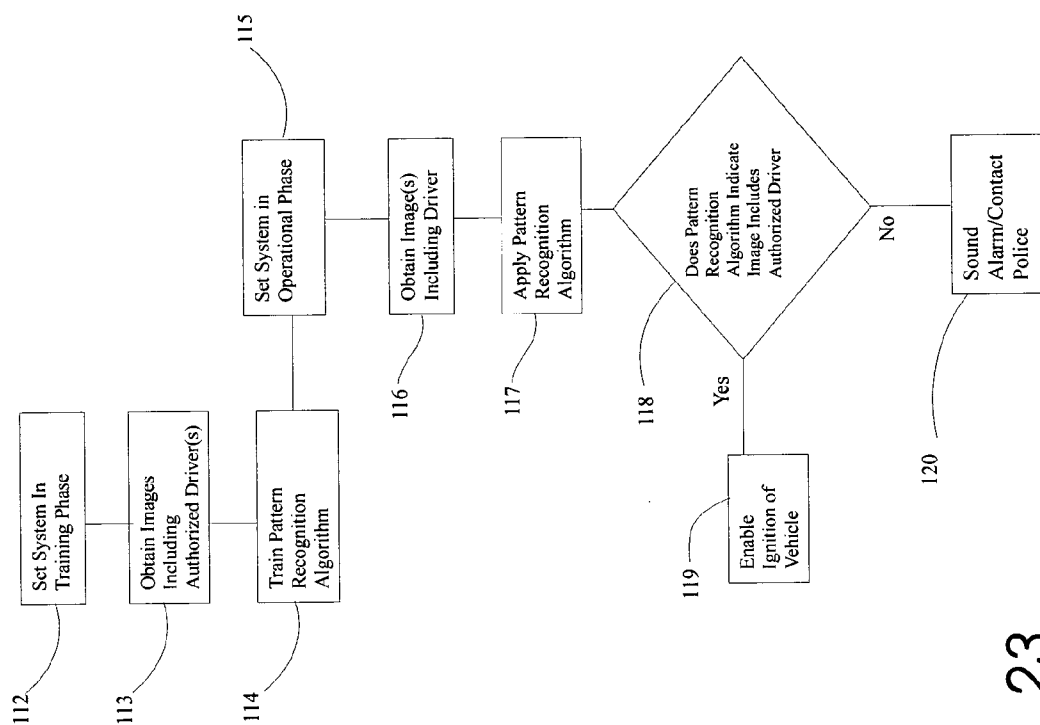 112
Set System In
Training Phase
113
Obtain Images
Including
Authorized Driver(s)
114
Train Pattern
Recognition
Algorithm
115
Set System in
Operational Phase
116
Obtain Image(s)
Including Driver
117
Apply Pattern
Recognition
Algorithm
118
Does Pattern
Recognition
Algorithm Indicate
Image Includes
Authorized Driver
Yes
119
Enable
Ignition of
Vehicle
No
120
Sound
Alarm/Contact
Police
23